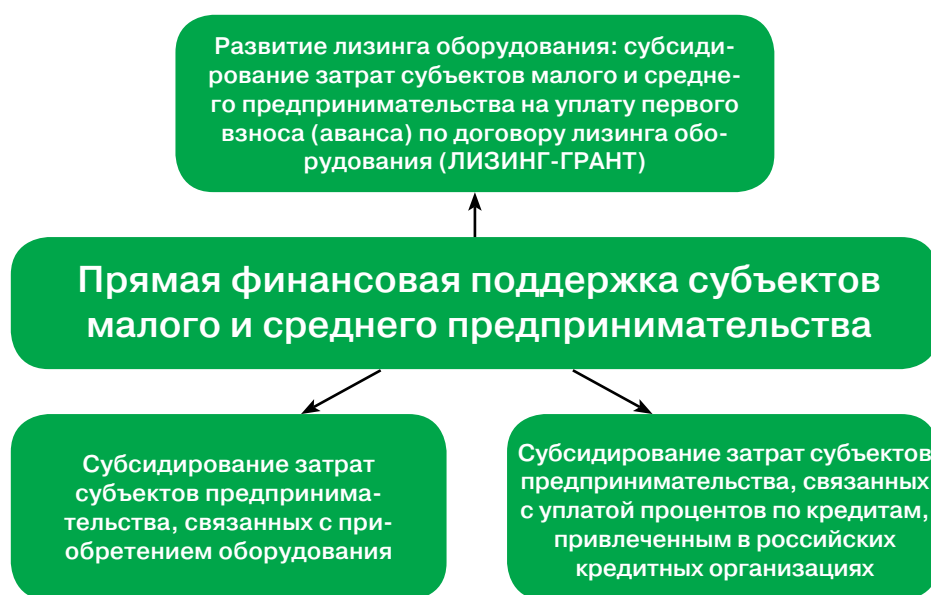 Развитие лизинга оборудования: субсиди-
рование затрат субъектов малого и средне-
го предпринимательства на уплату первого
взноса (аванса) по договору лизинга обо-
рудования (ЛИЗИНГ-ГРАНТ)
Прямая финансовая поддержка субъектов
малого и среднего предпринимательства
Субсидирование затрат
субъектов предпринима-
тельства, связанных с при-
обретением оборудования
Субсидирование затрат субъектов
предпринимательства, связанных
с уплатой процентов по кредитам,
привлеченным в российских
кредитных организациях